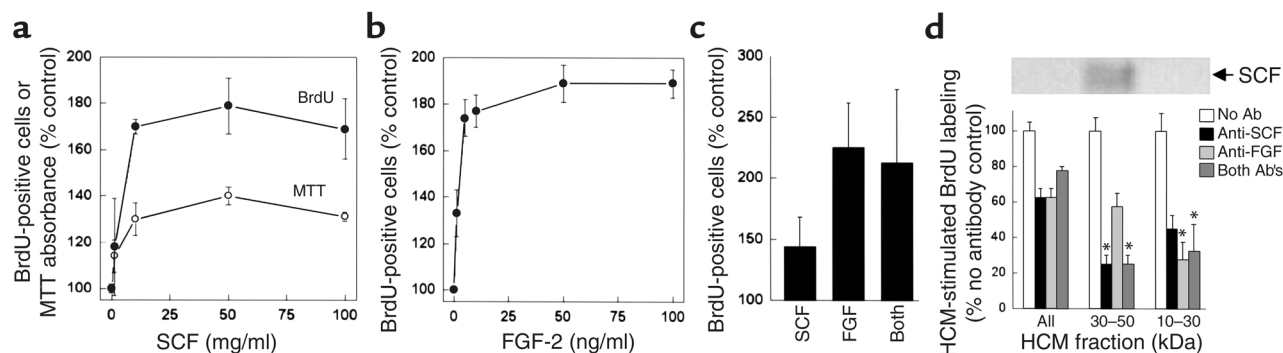 a
BrdU-positive cells or
MTT absorbance (% control)
200
180
160
140
120
100
BrdU
MTT
0 25 50 75 100
SCF (mg/ml)
b
BrdU-positive cells (% control)
200
180
160
140
120
100
0 25 50 75 100
FGF-2 (ng/ml)
c
BrdU-positive cells (% control)
300
250
200
150
100
SCF
FGF
Both
d
SCF
HCM-stimulated BrdU labeling
(% no antibody control)
No Ab
Anti-SCF
Anti-FGF
Both Ab's
100
80
60
40
20
0
* * * *
All 30–50 10–30
HCM fraction (kDa)